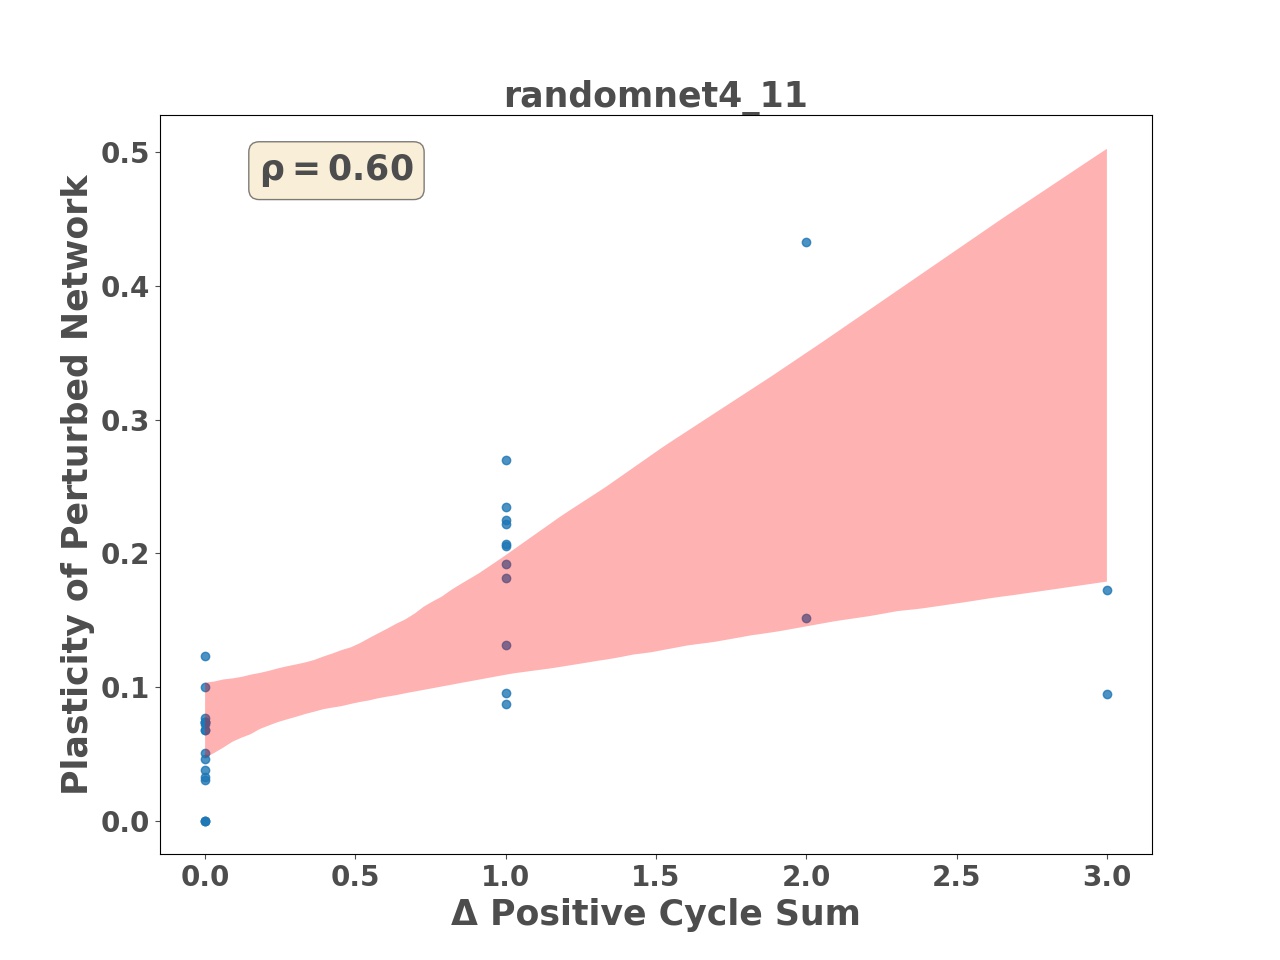 randomnet4_11
ρ = 0.60
Plasticity of Perturbed Network
0.5
0.4
0.3
0.2
0.1
0.0
0.0 0.5 1.0 1.5 2.0 2.5 3.0
Δ Positive Cycle Sum